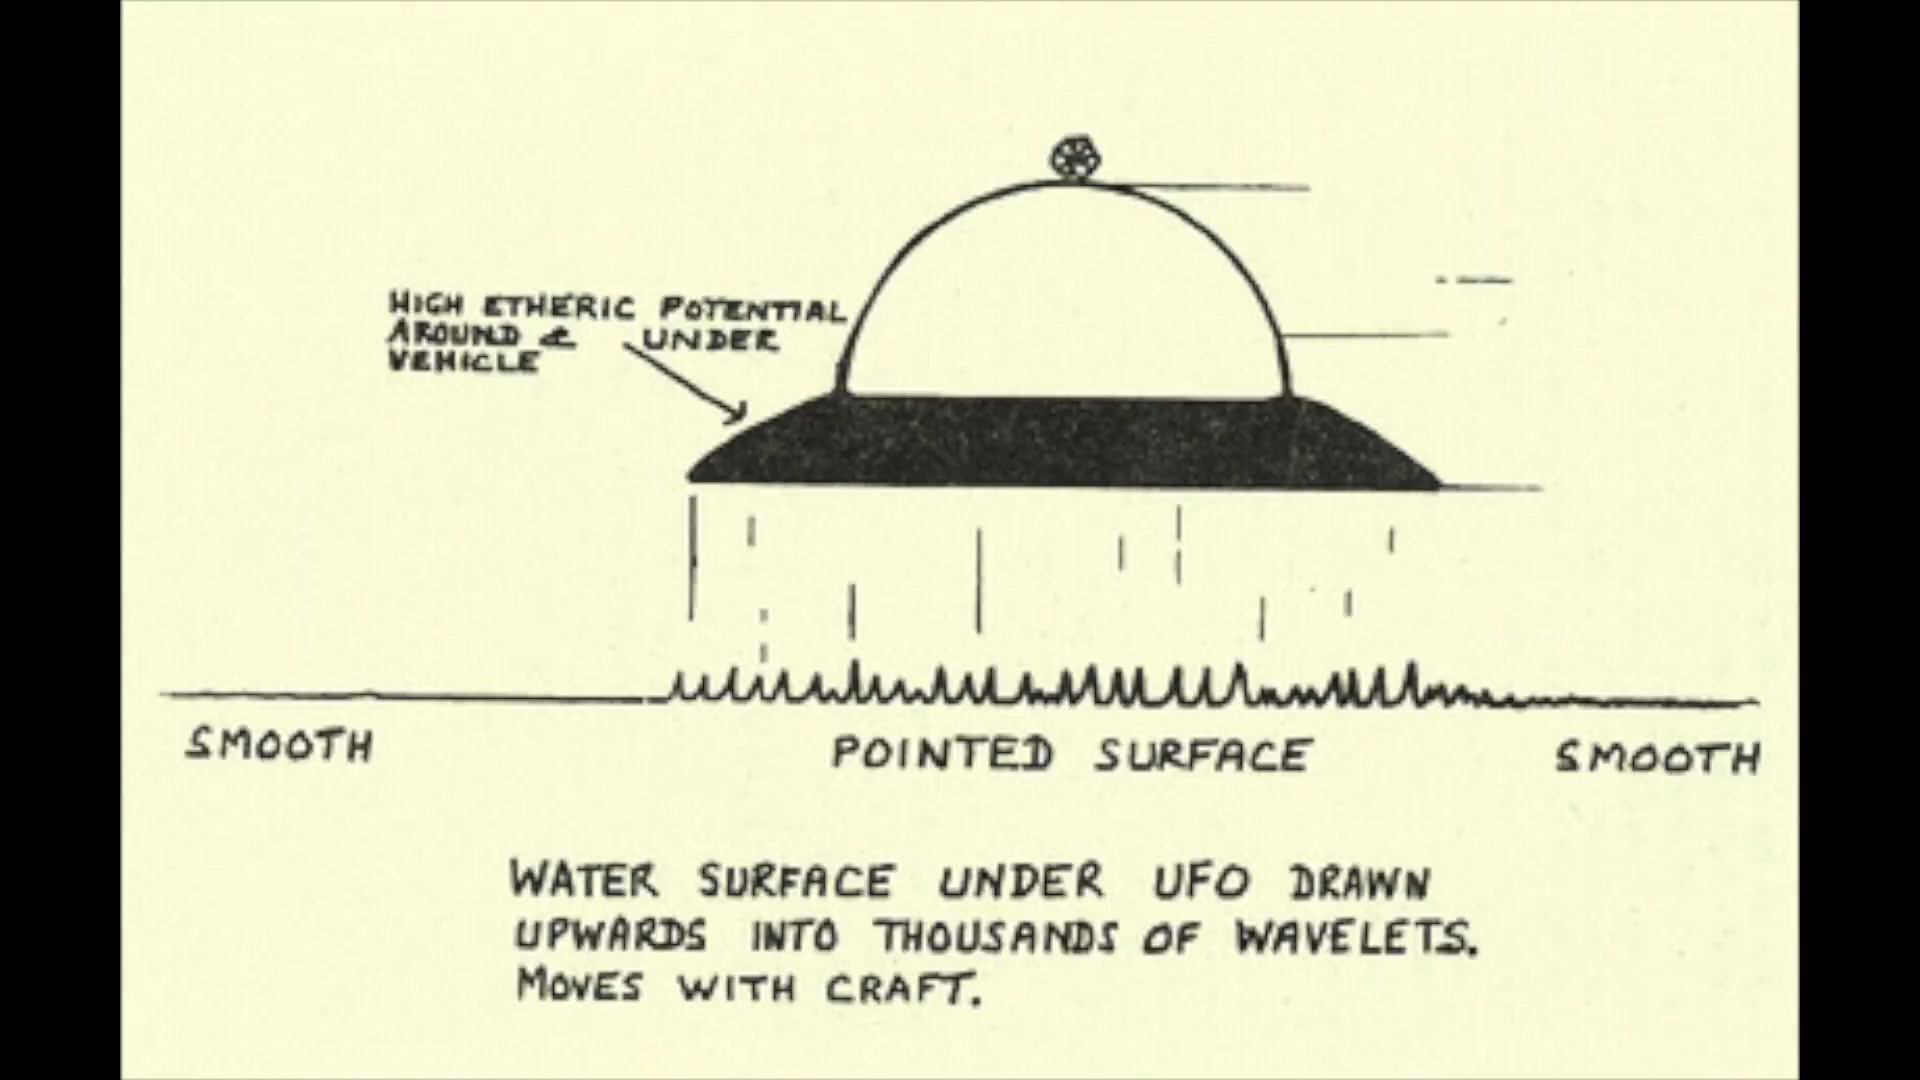 HIGH ETHERIC POTENTIAL
AROUND & UNDER
VEHICLE
SMOOTH
POINTED SURFACE
SMOOTH
WATER SURFACE UNDER UFO DRAWN
UPWARDS INTO THOUSANDS OF WAVELETS.
MOVES WITH CRAFT.